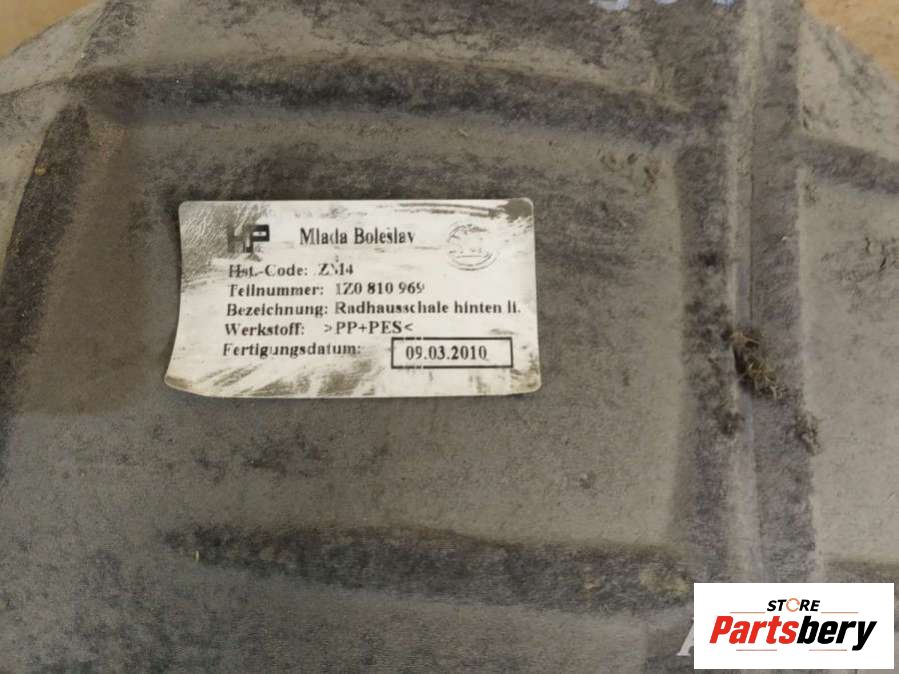 HP Mlada Boleslav
Hst.-Code: ZM4
Teilnummer: 1Z0 810 969
Bezeichnung: Radhausschale hinten li.
Werkstoff: >PP+PES<
Fertigungsdatum: 09.03.2010
STORE
Partsbery